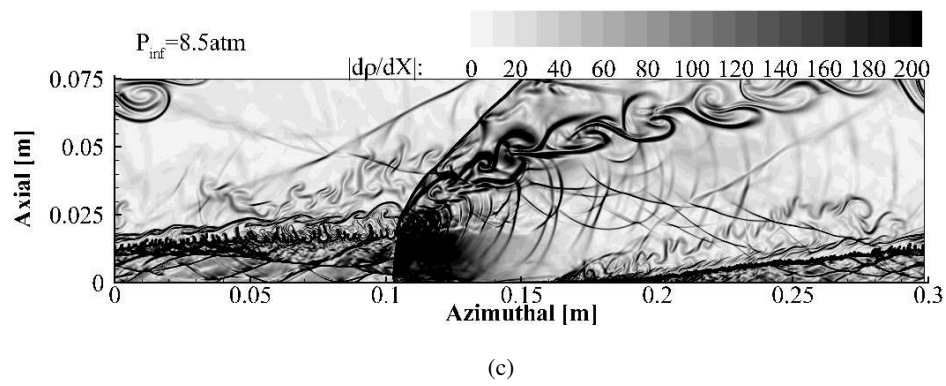 P_inf=8.5atm
|dρ/dX|: 0 20 40 60 80 100 120 140 160 180 200
Axial [m]
0.075
0.05
0.025
0
0 0.05 0.1 0.15 0.2 0.25 0.3
Azimuthal [m]
(c)